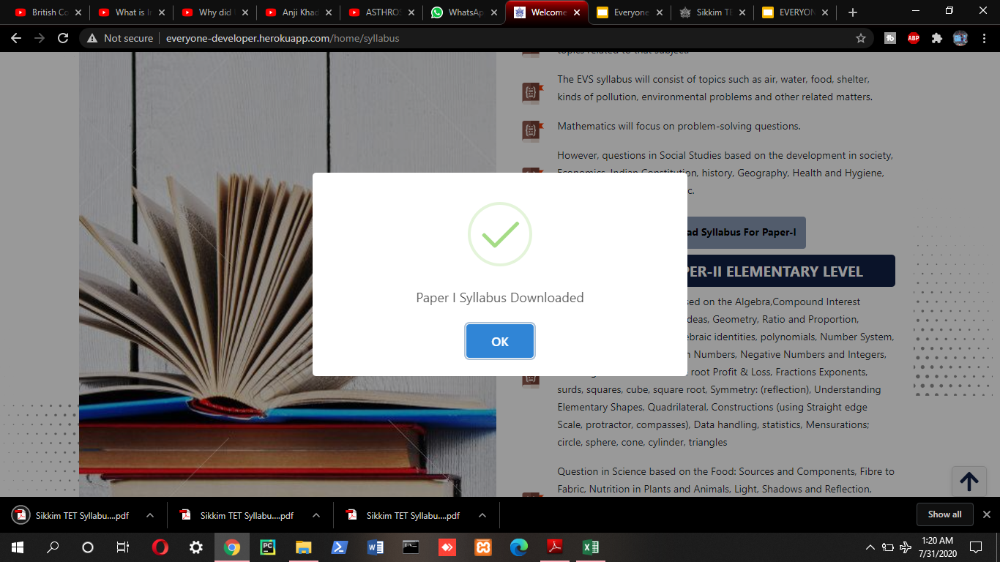 British Co
What is I
Why did
Anji Khad
ASTHROS
WhatsAp
Welcome
Everyone
Sikkim TE
EVERYON
Not secure
everyone-developer.herokuapp.com/home/syllabus
ABP
topics related to that subject.
The EVS syllabus will consist of topics such as air, water, food, shelter,
kinds of pollution, environmental problems and other related matters.
Mathematics will focus on problem-solving questions.
However, questions in Social Studies based on the development in society,
Economics, Indian Constitution, history, Geography, Health and Hygiene,
c.
ad Syllabus For Paper-I
PER-II ELEMENTARY LEVEL
sed on the Algebra,Compound Interest
deas, Geometry, Ratio and Proportion,
ebraic identities, polynomials, Number System,
n Numbers, Negative Numbers and Integers,
root Profit & Loss, Fractions Exponents,
surds, squares, cube, square root, Symmetry: (reflection), Understanding
Elementary Shapes, Quadrilateral, Constructions (using Straight edge
Scale, protractor, compasses), Data handling, statistics, Mensurations;
circle, sphere, cone, cylinder, triangles
Question in Science based on the Food: Sources and Components, Fibre to
Fabric, Nutrition in Plants and Animals, Light, Shadows and Reflection,
Paper I Syllabus Downloaded
OK
Sikkim TET Syllabu....pdf
Sikkim TET Syllabu....pdf
Sikkim TET Syllabu....pdf
Show all
PC
1:20 AM
7/31/2020